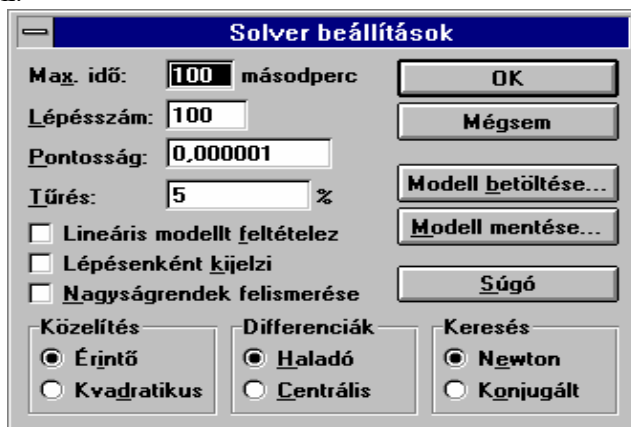 Solver beállítások
Max. idő: 100 másodperc
OK
Lépésszám: 100
Mégsem
Pontosság: 0,000001
Tűrés: 5 %
Modell betöltése...
Lineáris modellt feltételez
Modell mentése...
Lépésenként kijelzi
Nagyságrendek felismerése
Súgó
Közelítés
Differenciák
Keresés
Érintő
Haladó
Newton
Kvadratikus
Centrális
Konjugált